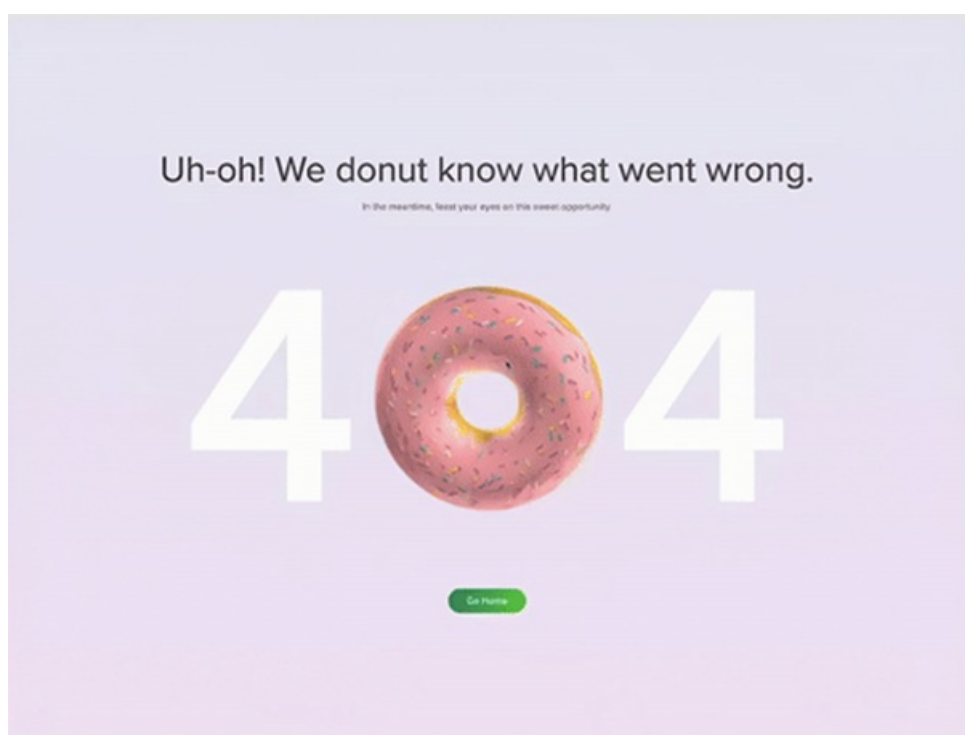 Uh-oh! We donut know what went wrong.
In the meantime, feast your eyes on this sweet opportunity
4 4
Go Home